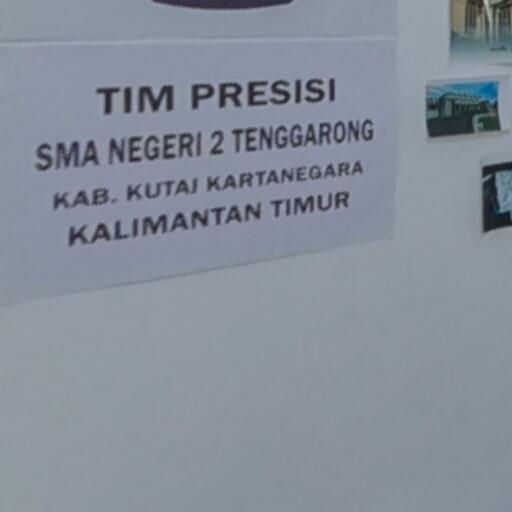 TIM PRESISI
SMA NEGERI 2 TENGGARONG
KAB. KUTAI KARTANEGARA
KALIMANTAN TIMUR